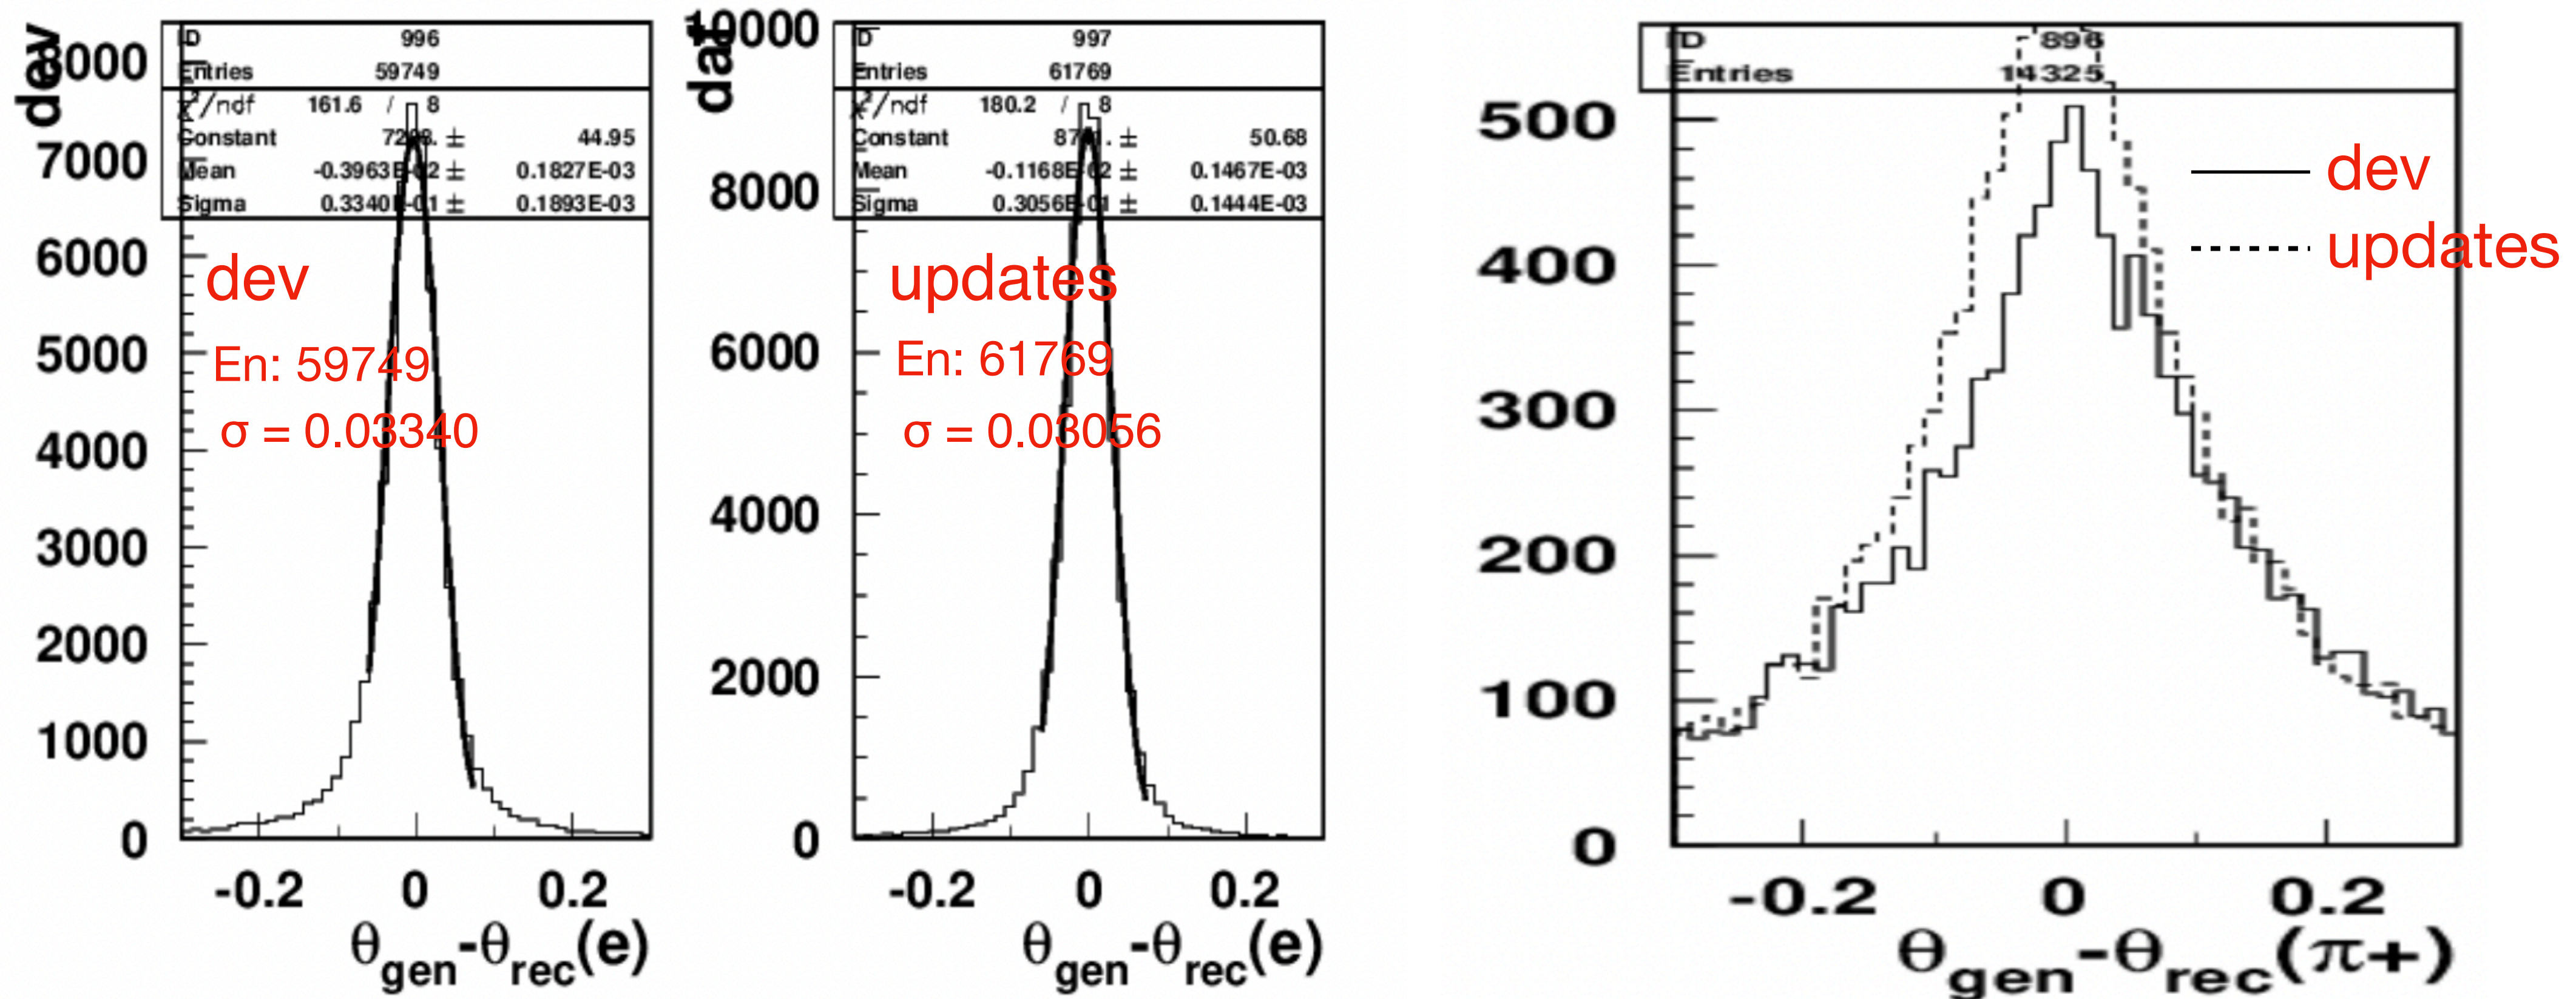 dev
8000
7000
6000
5000
4000
3000
2000
1000
0
ID 996
Entries 59749
χ²/ndf 161.6 / 8
Constant ± 44.95
Mean -0.3963E-02 ± 0.1827E-03
Sigma 0.3340E-01 ± 0.1893E-03
dev
En: 59749
σ = 0.03340
-0.2 0 0.2
θgen-θrec(e)
10000
8000
6000
4000
2000
0
ID 997
Entries 61769
χ²/ndf 180.2 / 8
Constant ± 50.68
Mean -0.1168E-02 ± 0.1467E-03
Sigma 0.3056E-01 ± 0.1444E-03
updates
En: 61769
σ = 0.03056
-0.2 0 0.2
θgen-θrec(e)
500
400
300
200
100
0
ID 896
Entries 14325
dev
updates
-0.2 0 0.2
θgen-θrec(π+)